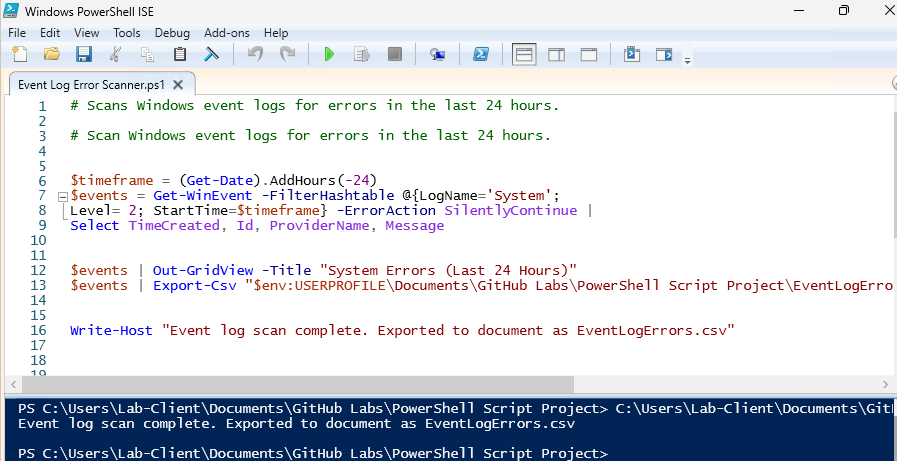 Windows PowerShell ISE
File Edit View Tools Debug Add-ons Help
Event Log Error Scanner.ps1
1 # Scans Windows event logs for errors in the last 24 hours.
2
3 # Scan Windows event logs for errors in the last 24 hours.
4
5
6 $timeframe = (Get-Date).AddHours(-24)
7 $events = Get-WinEvent -FilterHashtable @{LogName='System';
8 Level= 2; StartTime=$timeframe} -ErrorAction SilentlyContinue |
9 Select TimeCreated, Id, ProviderName, Message
10
11
12 $events | Out-GridView -Title "System Errors (Last 24 Hours)"
13 $events | Export-Csv "$env:USERPROFILE\Documents\GitHub Labs\PowerShell Script Project\EventLogErro
14
15
16 Write-Host "Event log scan complete. Exported to document as EventLogErrors.csv"
17
18
19
PS C:\Users\Lab-Client\Documents\GitHub Labs\PowerShell Script Project> C:\Users\Lab-Client\Documents\Git
Event log scan complete. Exported to document as EventLogErrors.csv
PS C:\Users\Lab-Client\Documents\GitHub Labs\PowerShell Script Project>